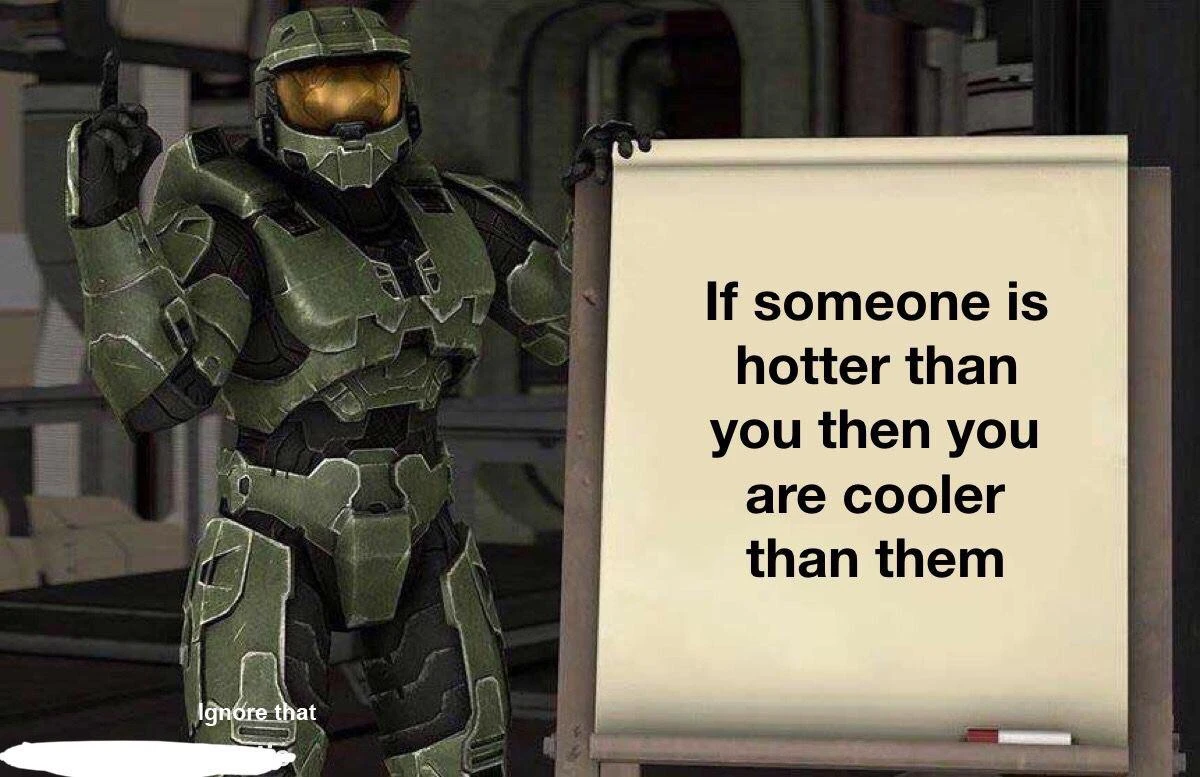 If someone is
hotter than
you then you
are cooler
than them
Ignore that